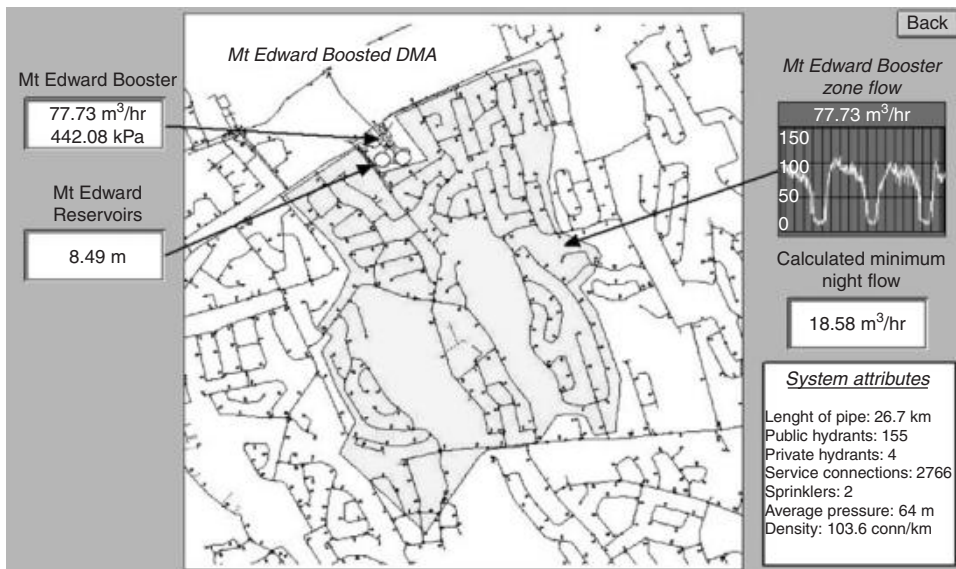 Back
Mt Edward Boosted DMA
Mt Edward Booster
77.73 m³/hr
442.08 kPa
Mt Edward
Reservoirs
8.49 m
Mt Edward Booster
zone flow
77.73 m³/hr
150
100
50
0
Calculated minimum
night flow
18.58 m³/hr
System attributes
Lenght of pipe: 26.7 km
Public hydrants: 155
Private hydrants: 4
Service connections: 2766
Sprinklers: 2
Average pressure: 64 m
Density: 103.6 conn/km